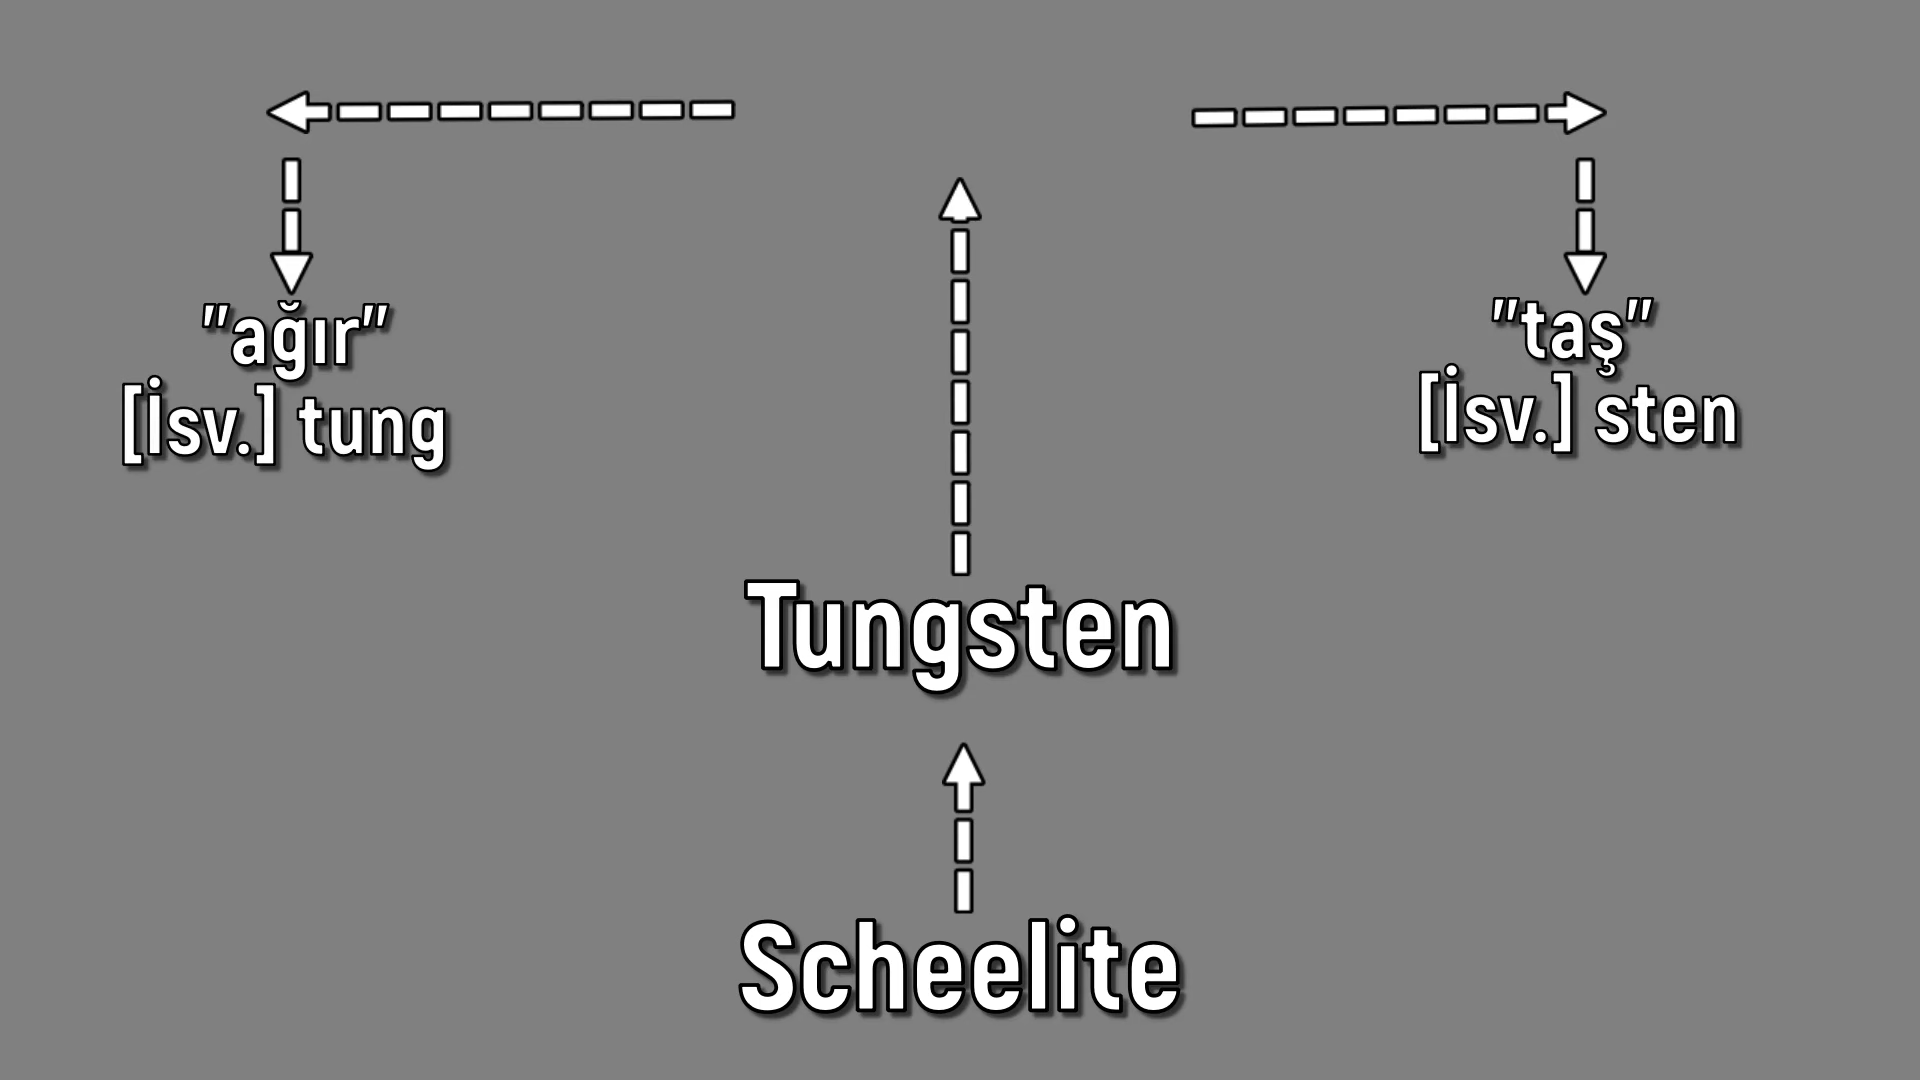 "ağır"
[İsv.] tung
"taş"
[İsv.] sten
Tungsten
Scheelite